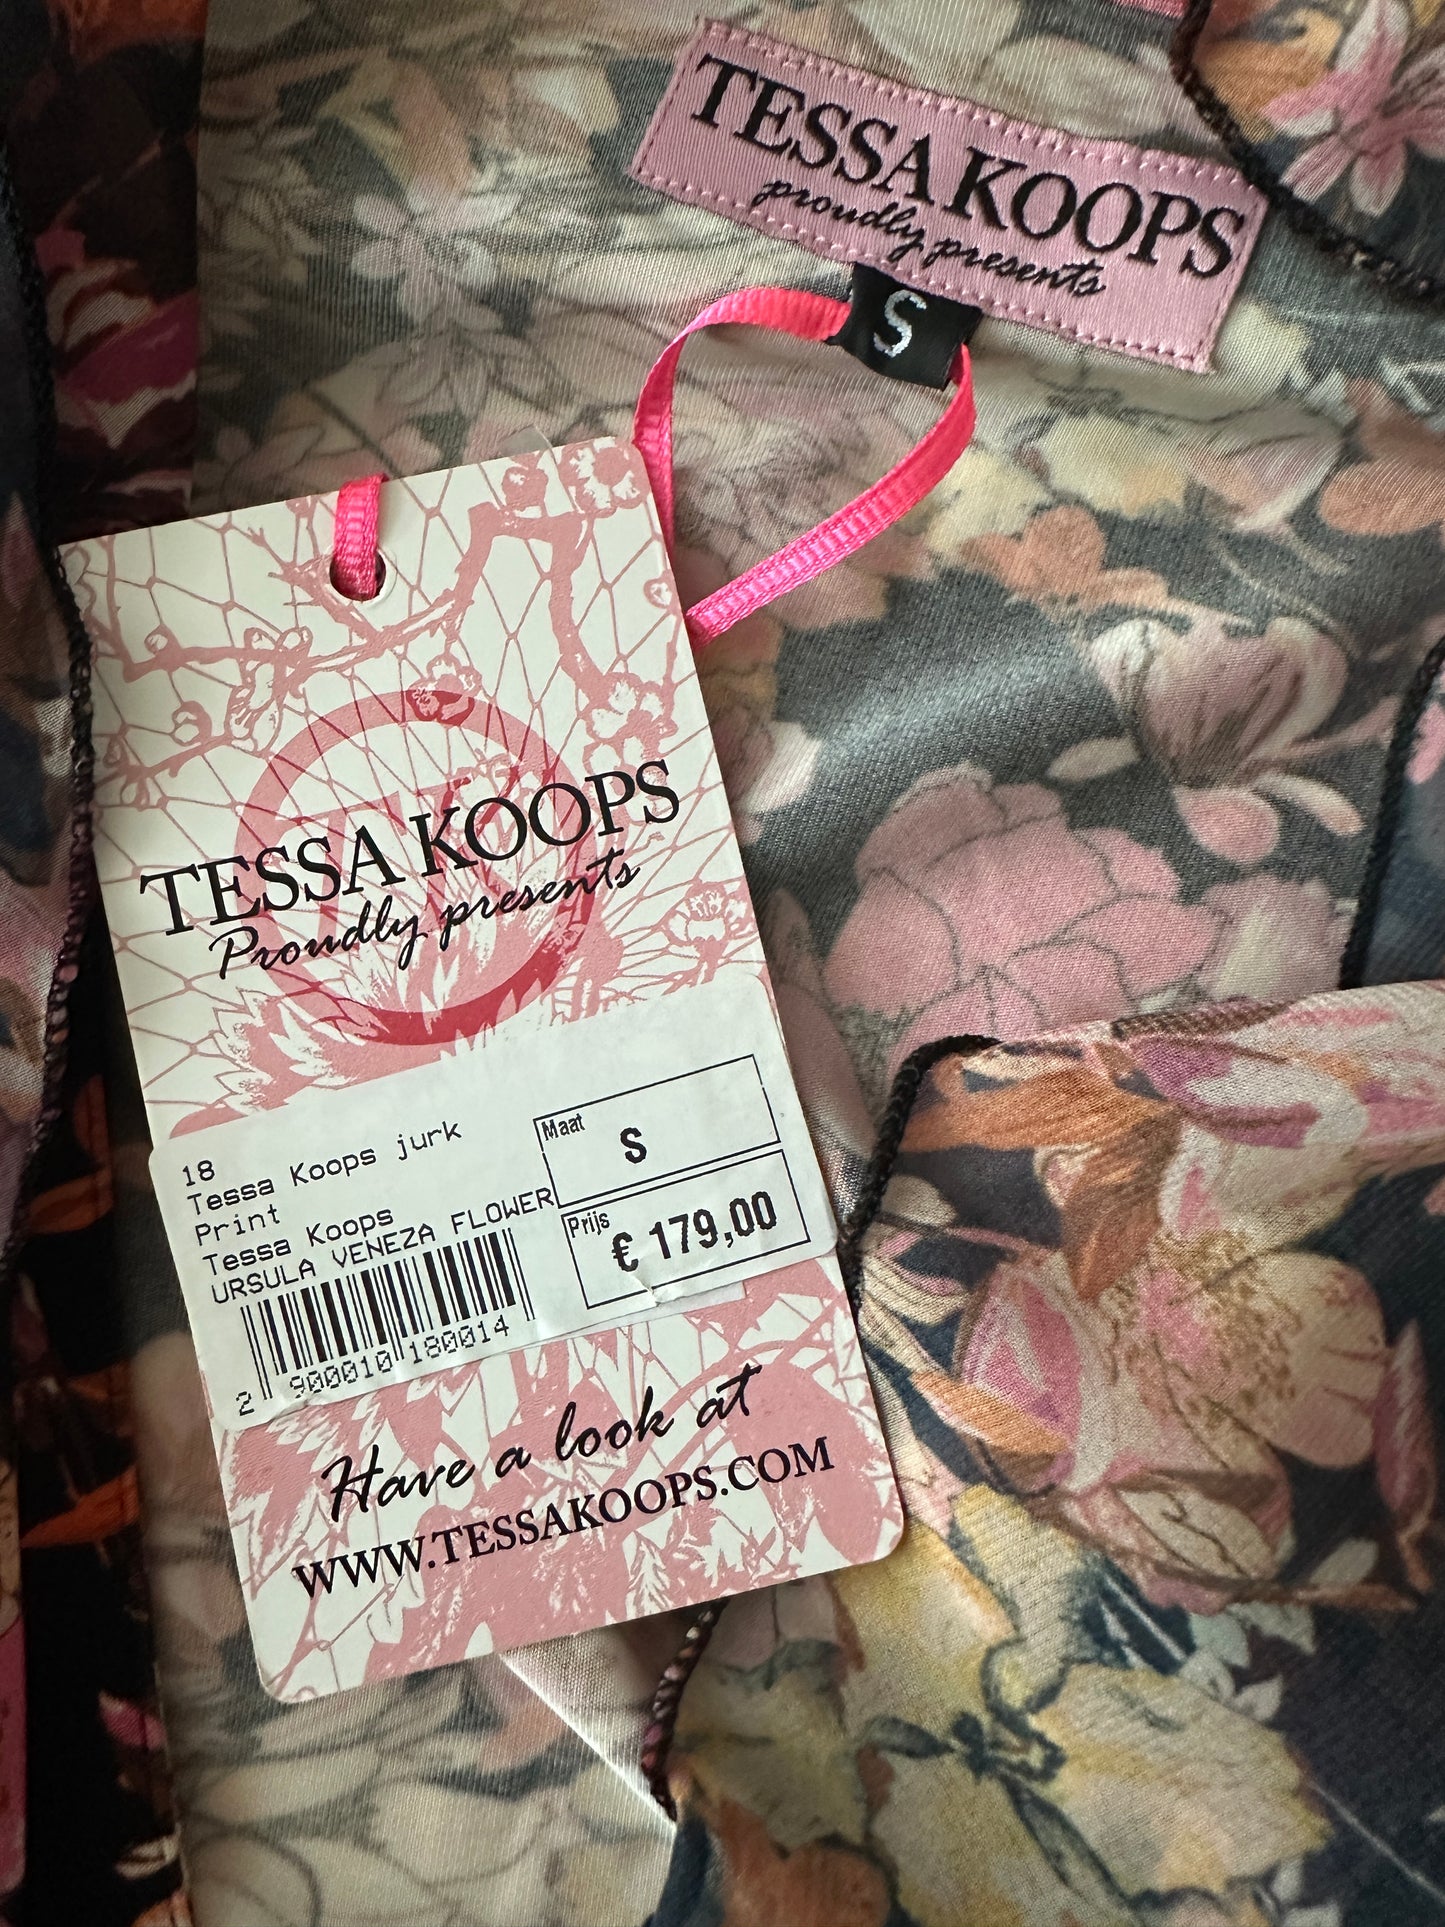 TESSA KOOPS
proudly presents
S
TESSA KOOPS
Proudly presents
18
Tessa Koops jurk
Print
Tessa Koops
URSULA VENEZA FLOWER
Maat
S
Prijs
€ 179,00
2 900010 180014
Have a look at
WWW.TESSAKOOPS.COM